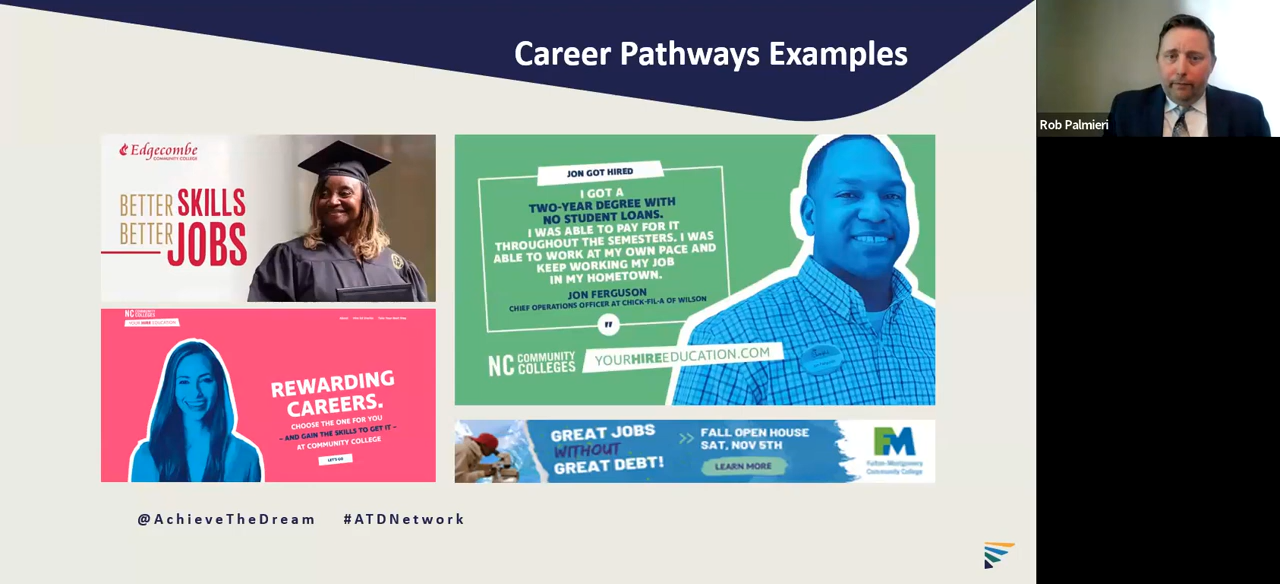 Career Pathways Examples
Rob Palmieri
Edgecombe
COMMUNITY COLLEGE
BETTER SKILLS
BETTER JOBS
JON GOT HIRED
I GOT A
TWO-YEAR DEGREE WITH
NO STUDENT LOANS.
I WAS ABLE TO PAY FOR IT
THROUGHOUT THE SEMESTERS. I WAS
ABLE TO WORK AT MY OWN PACE AND
KEEP WORKING MY JOB
IN MY HOMETOWN.
JON FERGUSON
CHIEF OPERATIONS OFFICER AT CHICK-FIL-A OF WILSON
"
NC COMMUNITY
COLLEGES
YOURHIREEDUCATION.COM
NC COMMUNITY
COLLEGES
YOUR HIRE EDUCATION
REWARDING
CAREERS.
CHOOSE THE ONE FOR YOU
– AND GAIN THE SKILLS TO GET IT –
AT COMMUNITY COLLEGE
LET'S GO
GREAT JOBS
WITHOUT
GREAT DEBT!
FALL OPEN HOUSE
SAT, NOV 5TH
LEARN MORE
FM
Fulton-Montgomery
Community College
@AchieveTheDream #ATDNetwork